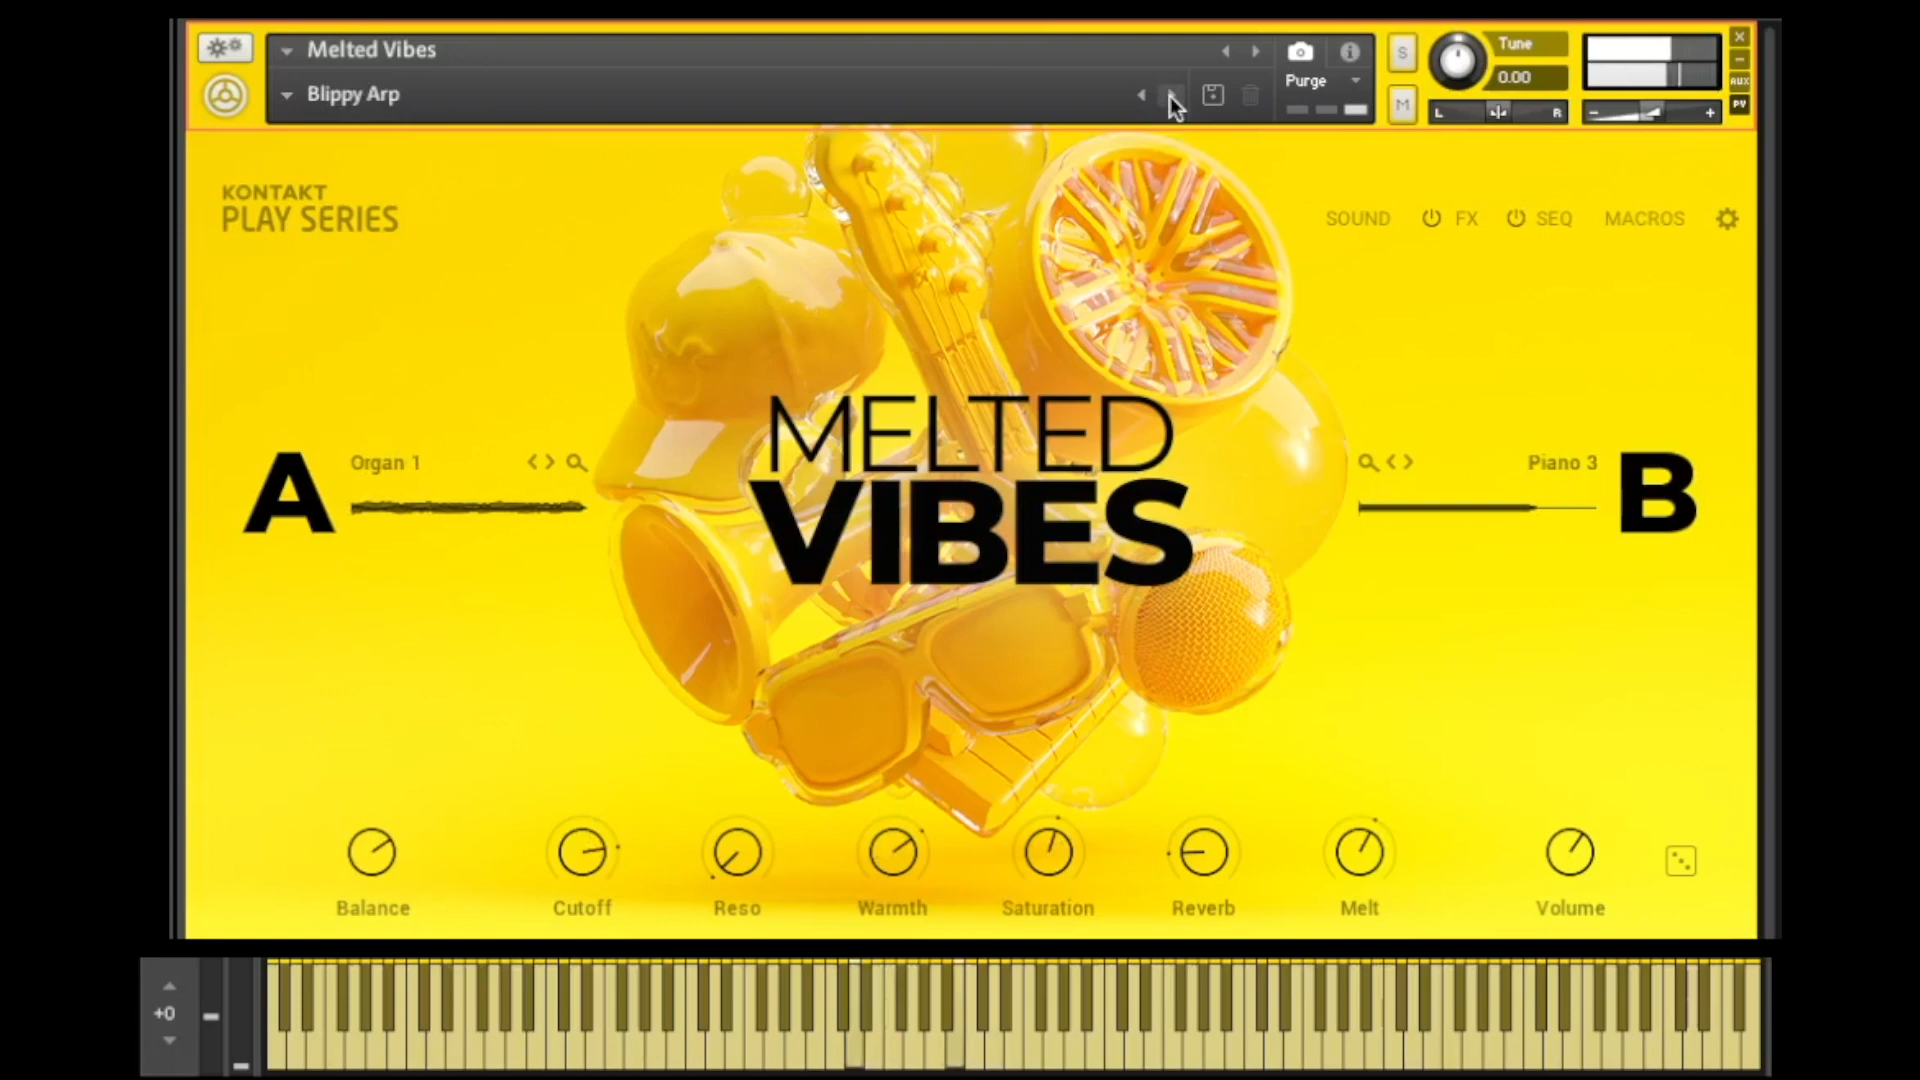 Melted Vibes
Blippy Arp
Purge
S
M
Tune
0.00
L
R
AUX
PV
KONTAKT
PLAY SERIES
SOUND
FX
SEQ
MACROS
MELTED
VIBES
A
Organ 1
Piano 3
B
Balance
Cutoff
Reso
Warmth
Saturation
Reverb
Melt
Volume
+0